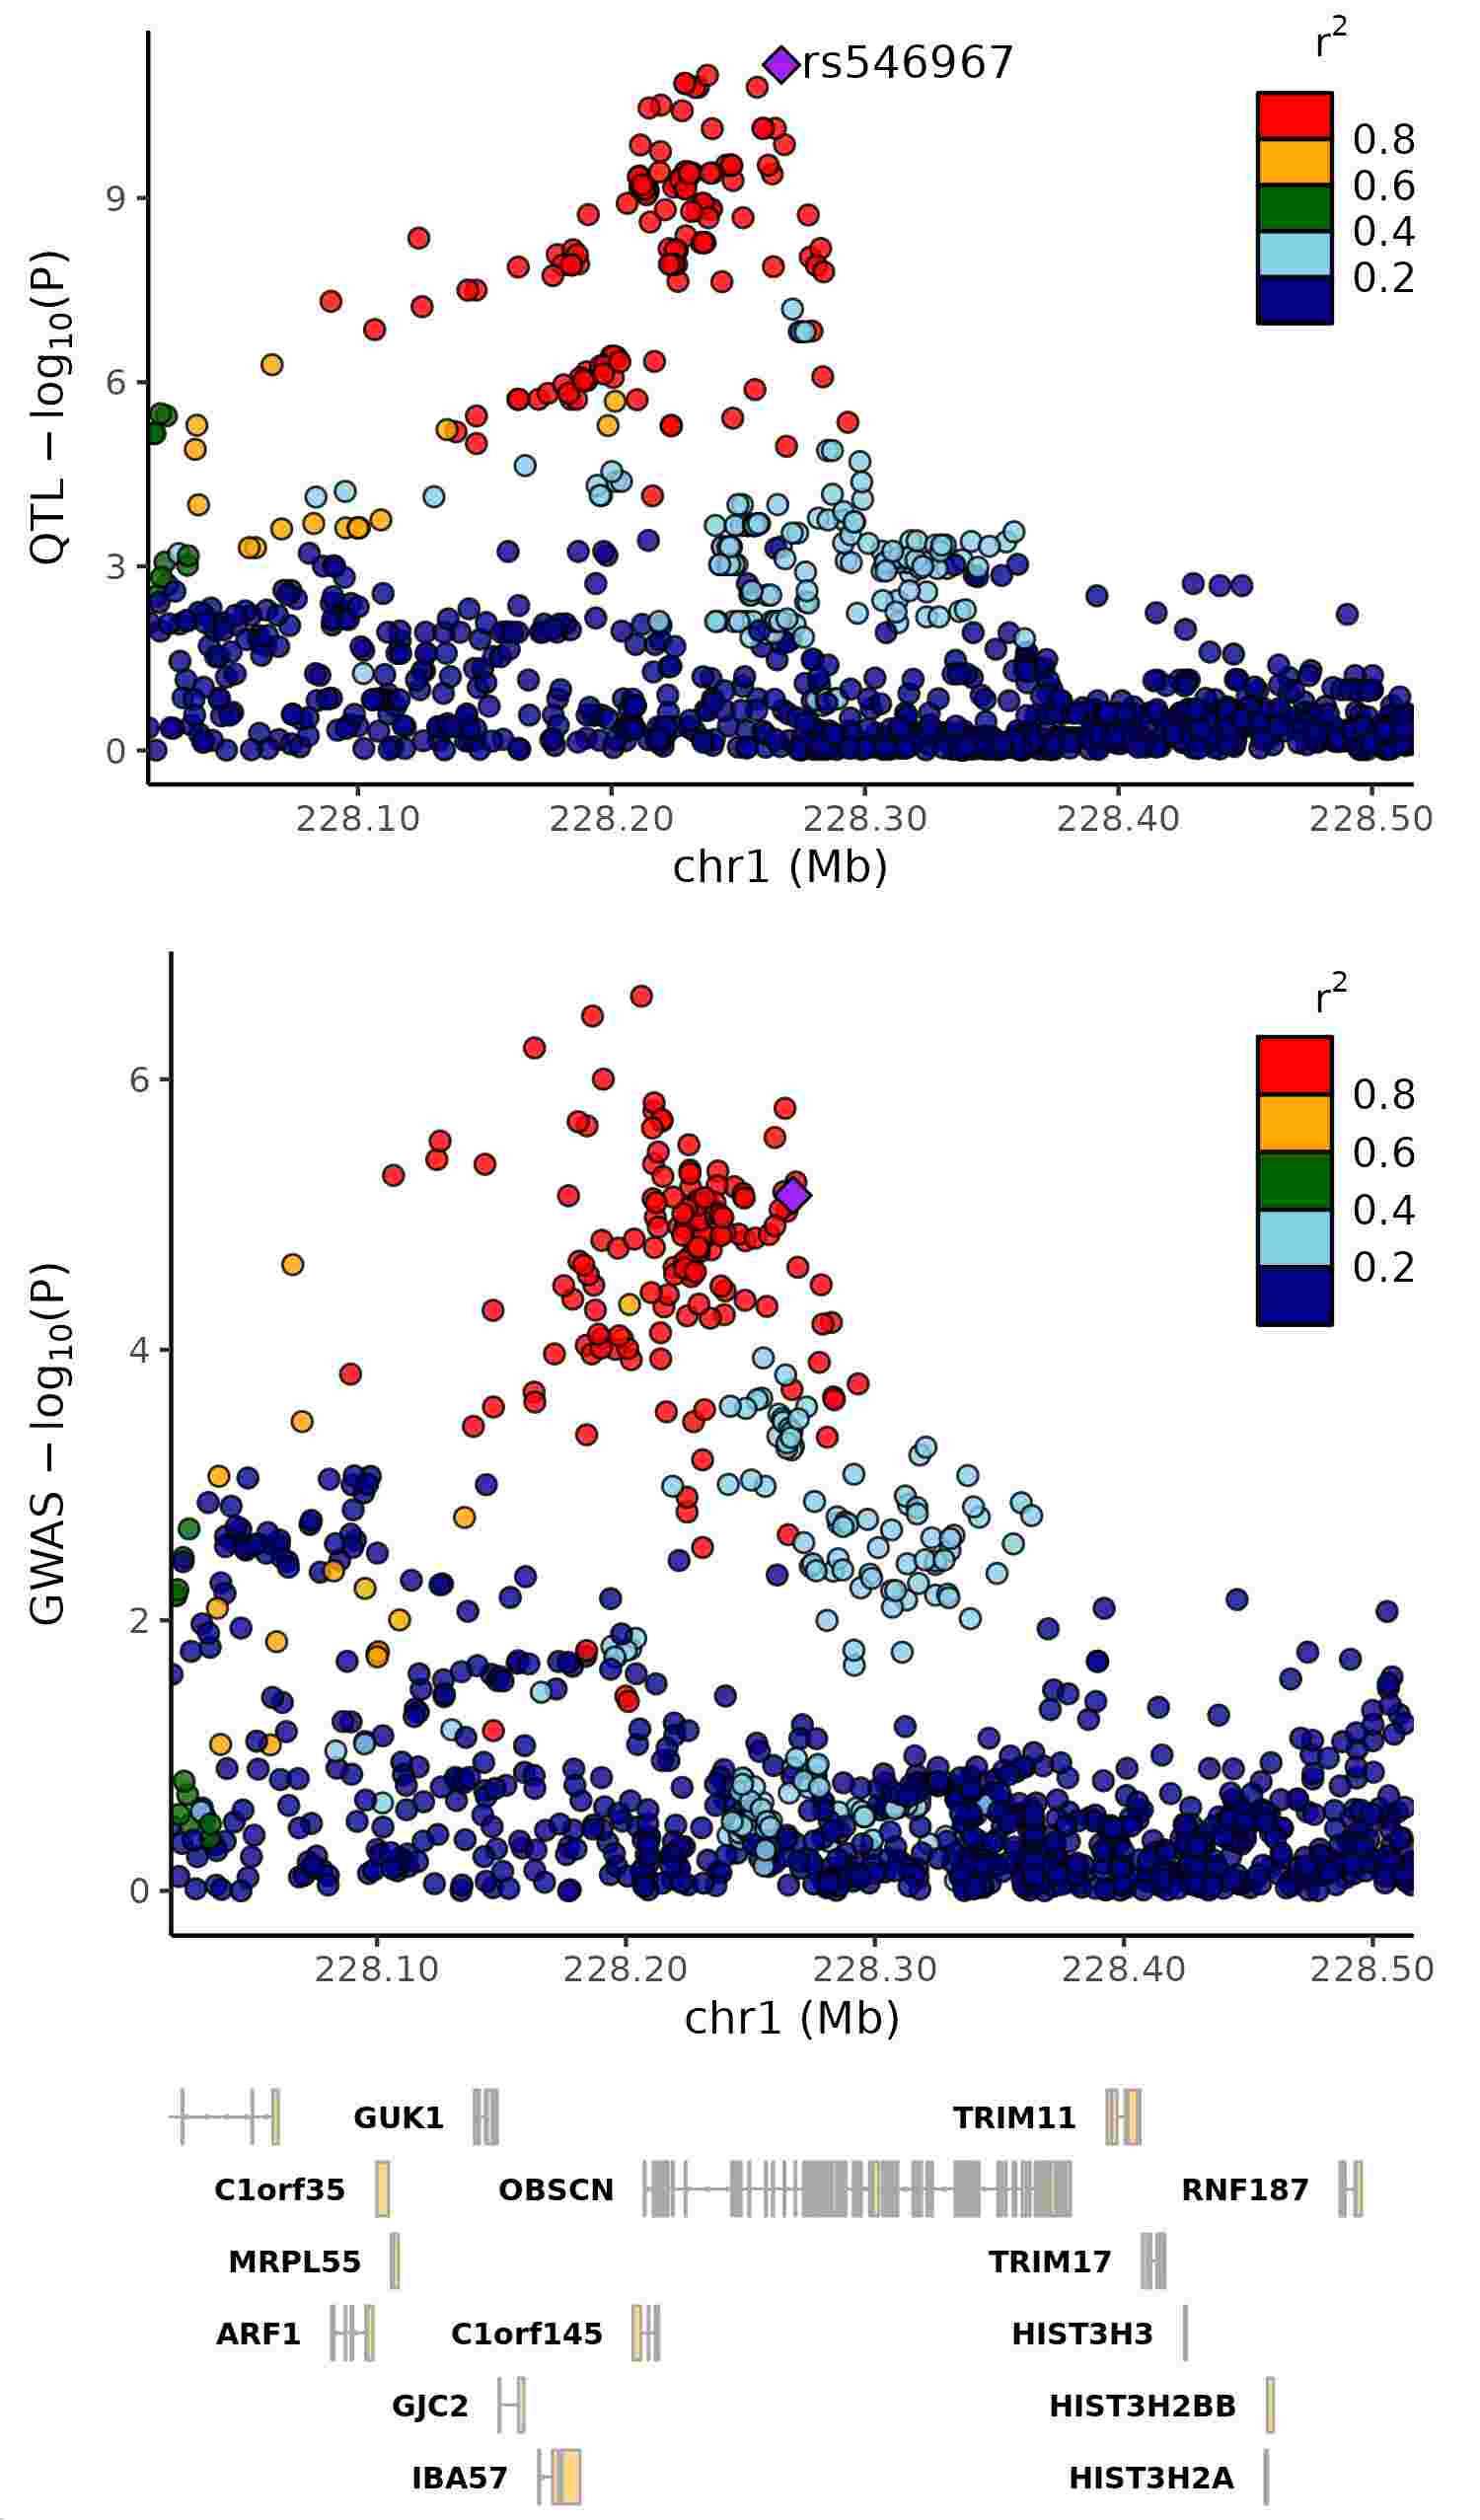 rs546967
r²
0.8
0.6
0.4
0.2
QTL − log₁₀(P)
9
6
3
0
228.10 228.20 228.30 228.40 228.50
chr1 (Mb)
r²
0.8
0.6
0.4
0.2
GWAS − log₁₀(P)
6
4
2
0
228.10 228.20 228.30 228.40 228.50
chr1 (Mb)
GUK1 TRIM11
C1orf35 OBSCN RNF187
MRPL55 TRIM17
ARF1 C1orf145 HIST3H3
GJC2 HIST3H2BB
IBA57 HIST3H2A